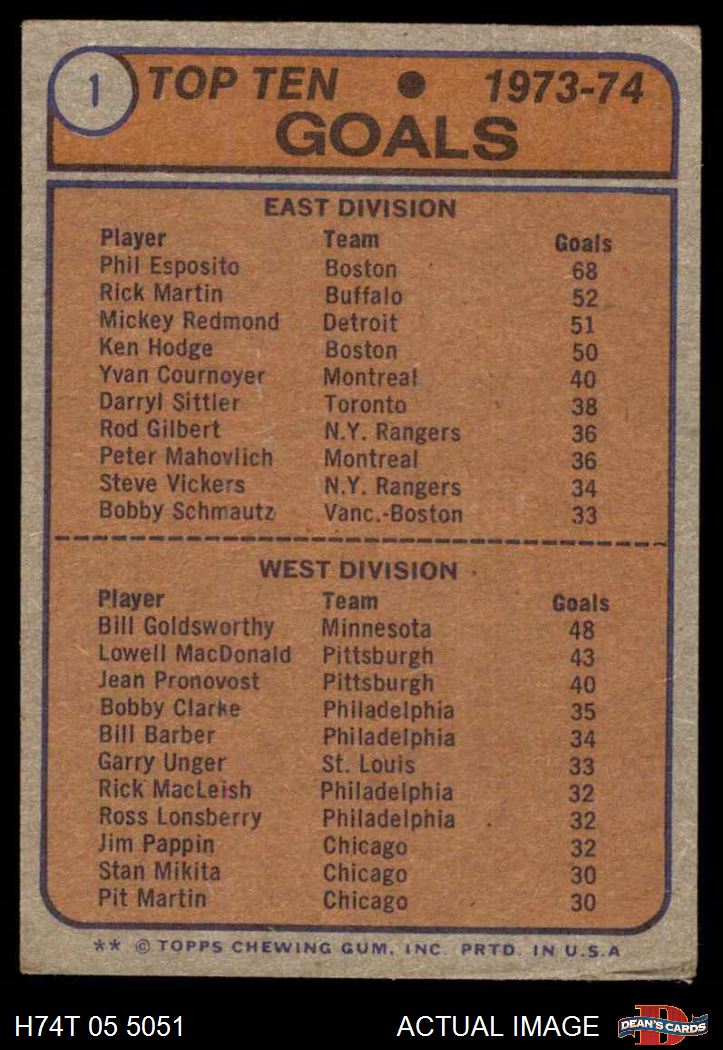 1 TOP TEN ● 1973-74
GOALS
EAST DIVISION
Player Team Goals
Phil Esposito Boston 68
Rick Martin Buffalo 52
Mickey Redmond Detroit 51
Ken Hodge Boston 50
Yvan Cournoyer Montreal 40
Darryl Sittler Toronto 38
Rod Gilbert N.Y. Rangers 36
Peter Mahovlich Montreal 36
Steve Vickers N.Y. Rangers 34
Bobby Schmautz Vanc.-Boston 33
WEST DIVISION
Player Team Goals
Bill Goldsworthy Minnesota 48
Lowell MacDonald Pittsburgh 43
Jean Pronovost Pittsburgh 40
Bobby Clarke Philadelphia 35
Bill Barber Philadelphia 34
Garry Unger St. Louis 33
Rick MacLeish Philadelphia 32
Ross Lonsberry Philadelphia 32
Jim Pappin Chicago 32
Stan Mikita Chicago 30
Pit Martin Chicago 30
** © TOPPS CHEWING GUM, INC. PRTD. IN U.S.A
H74T 05 5051 ACTUAL IMAGE
D
DEAN'S CARDS